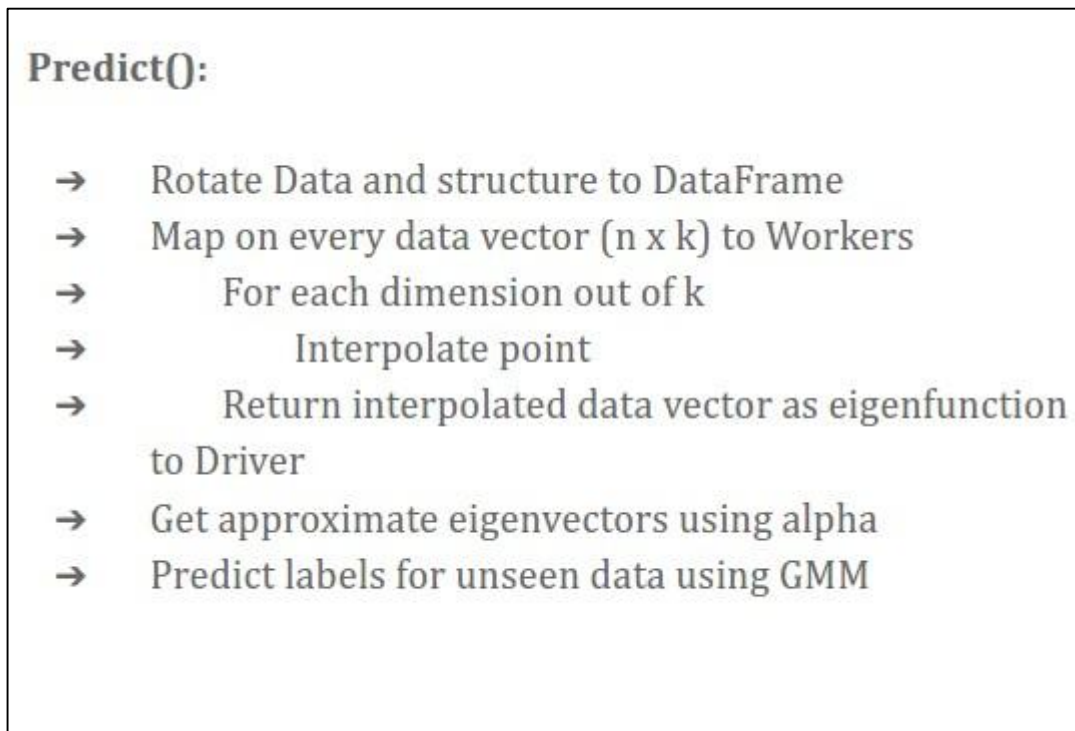 Predict():
➔ Rotate Data and structure to DataFrame
➔ Map on every data vector (n x k) to Workers
➔ For each dimension out of k
➔ Interpolate point
➔ Return interpolated data vector as eigenfunction
to Driver
➔ Get approximate eigenvectors using alpha
➔ Predict labels for unseen data using GMM